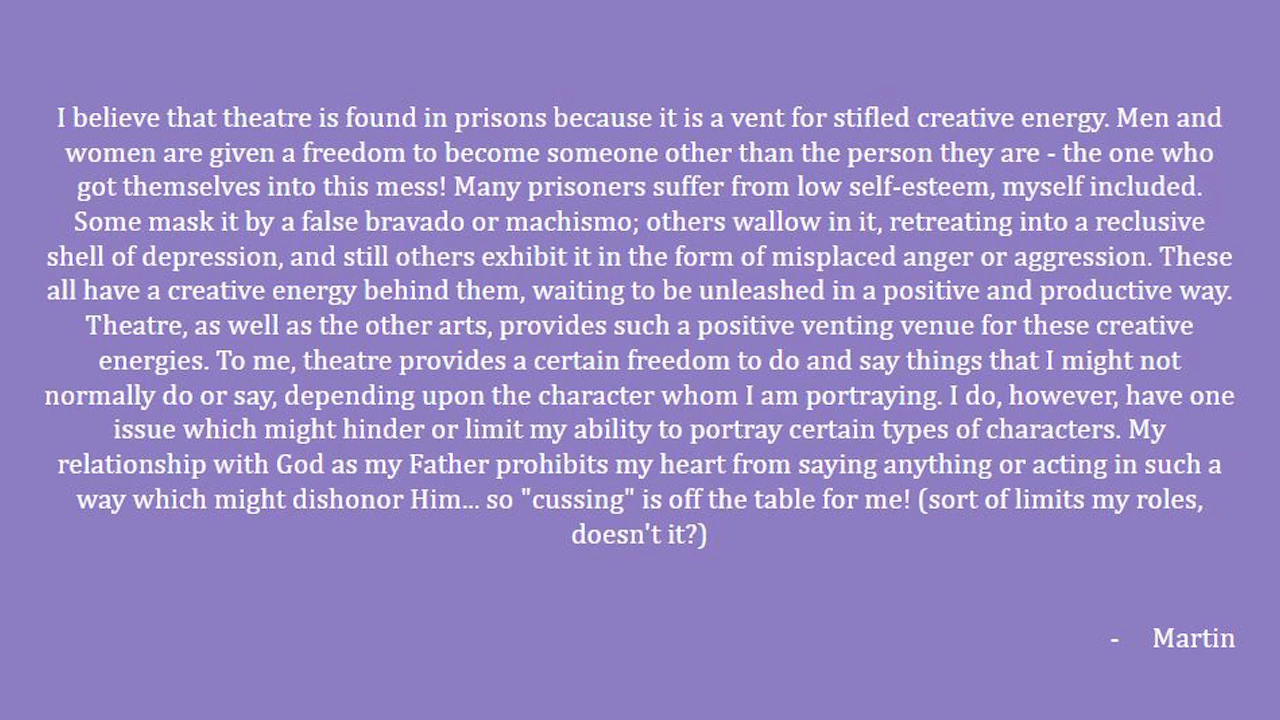 I believe that theatre is found in prisons because it is a vent for stifled creative energy. Men and
women are given a freedom to become someone other than the person they are - the one who
got themselves into this mess! Many prisoners suffer from low self-esteem, myself included.
Some mask it by a false bravado or machismo; others wallow in it, retreating into a reclusive
shell of depression, and still others exhibit it in the form of misplaced anger or aggression. These
all have a creative energy behind them, waiting to be unleashed in a positive and productive way.
Theatre, as well as the other arts, provides such a positive venting venue for these creative
energies. To me, theatre provides a certain freedom to do and say things that I might not
normally do or say, depending upon the character whom I am portraying. I do, however, have one
issue which might hinder or limit my ability to portray certain types of characters. My
relationship with God as my Father prohibits my heart from saying anything or acting in such a
way which might dishonor Him... so "cussing" is off the table for me! (sort of limits my roles,
doesn't it?)
- Martin